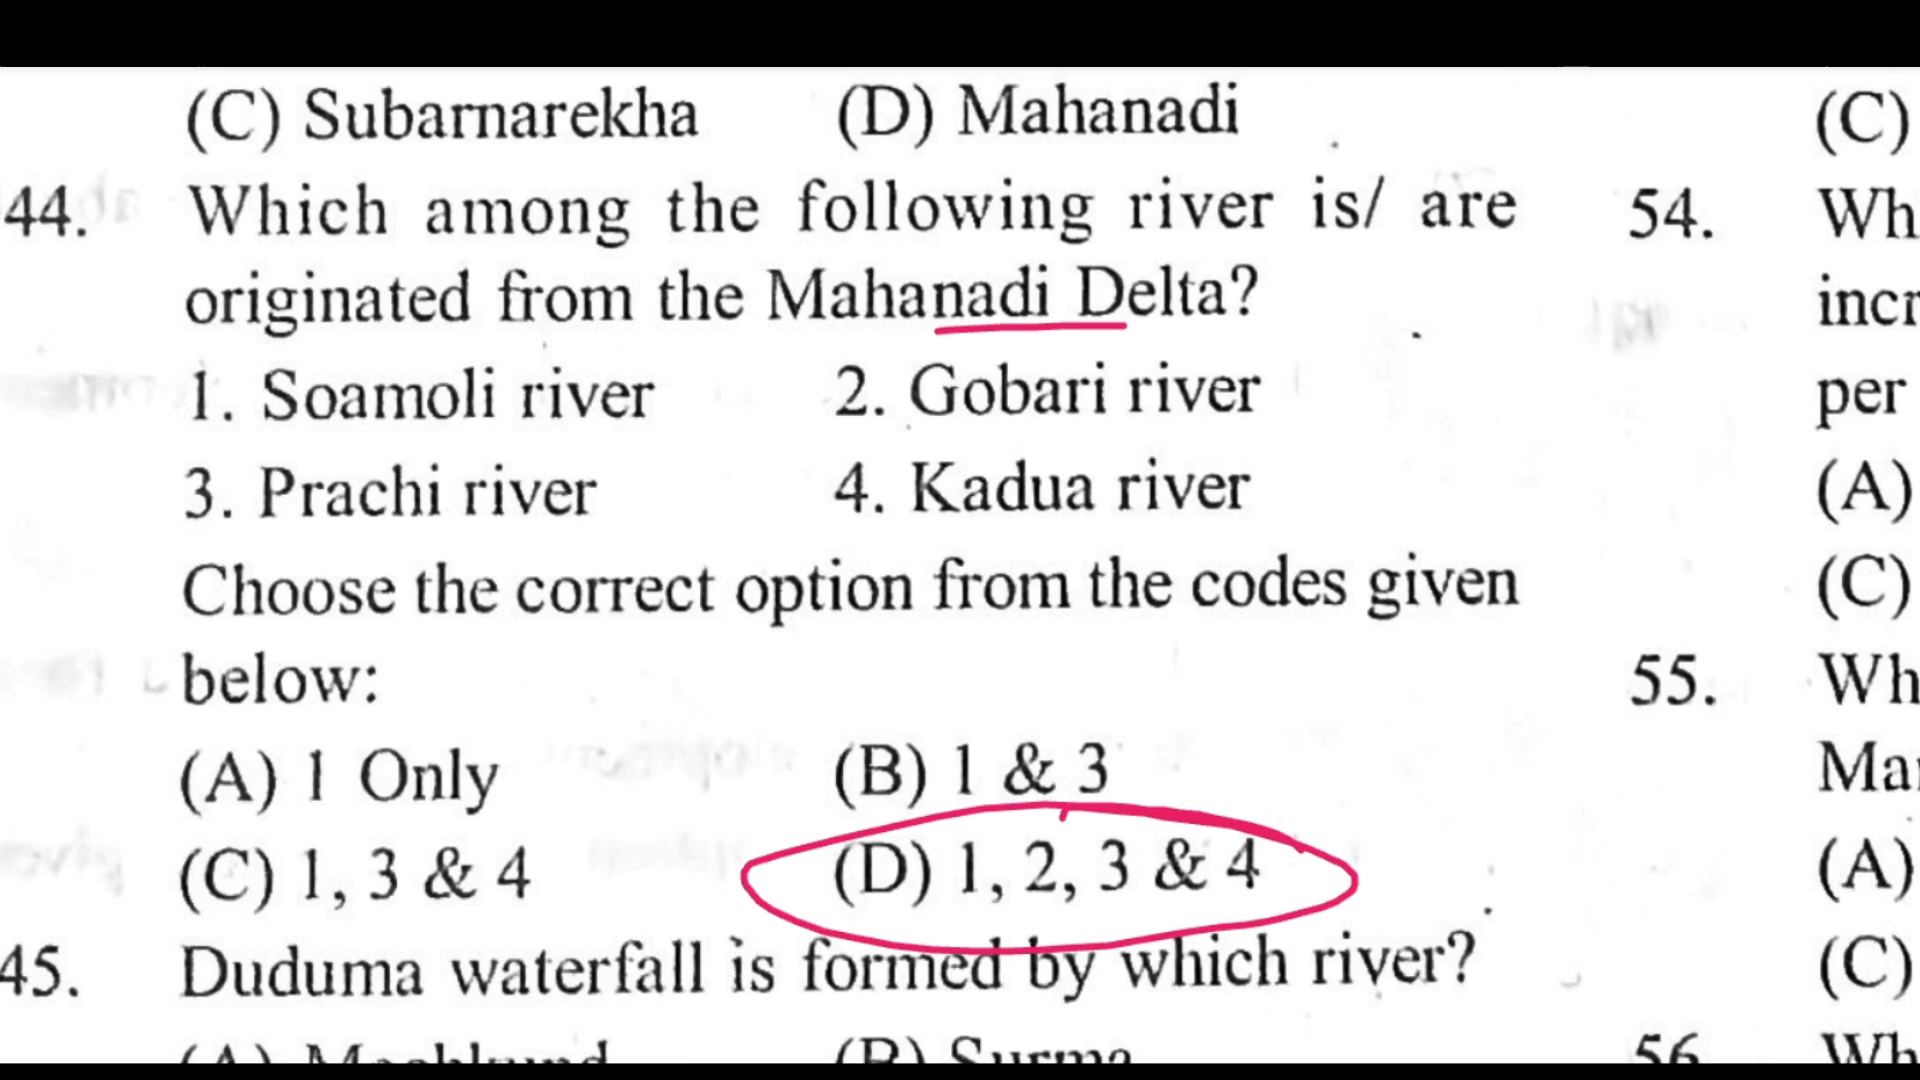 (C) Subarnarekha (D) Mahanadi
44. Which among the following river is/ are
originated from the Mahanadi Delta?
1. Soamoli river 2. Gobari river
3. Prachi river 4. Kadua river
Choose the correct option from the codes given
below:
(A) 1 Only (B) 1 & 3
(C) 1, 3 & 4 (D) 1, 2, 3 & 4
45. Duduma waterfall is formed by which river?
(B)
(C)
54. Wh
incr
per
(A)
(C)
55. Wh
Mar
(A)
(C)
56 Wh